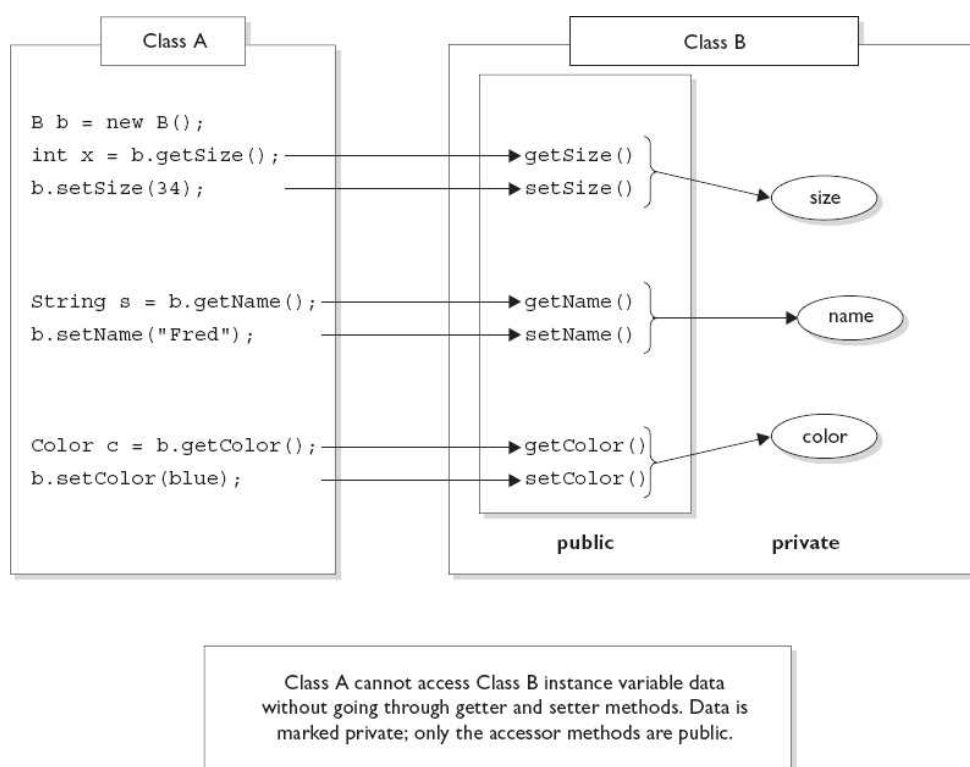 Class A
B b = new B();
int x = b.getSize();
b.setSize(34);
String s = b.getName();
b.setName("Fred");
Color c = b.getColor();
b.setColor(blue);
Class B
getSize()
setSize()
getName()
setName()
getColor()
setColor()
public
size
name
color
private
Class A cannot access Class B instance variable data
without going through getter and setter methods. Data is
marked private; only the accessor methods are public.